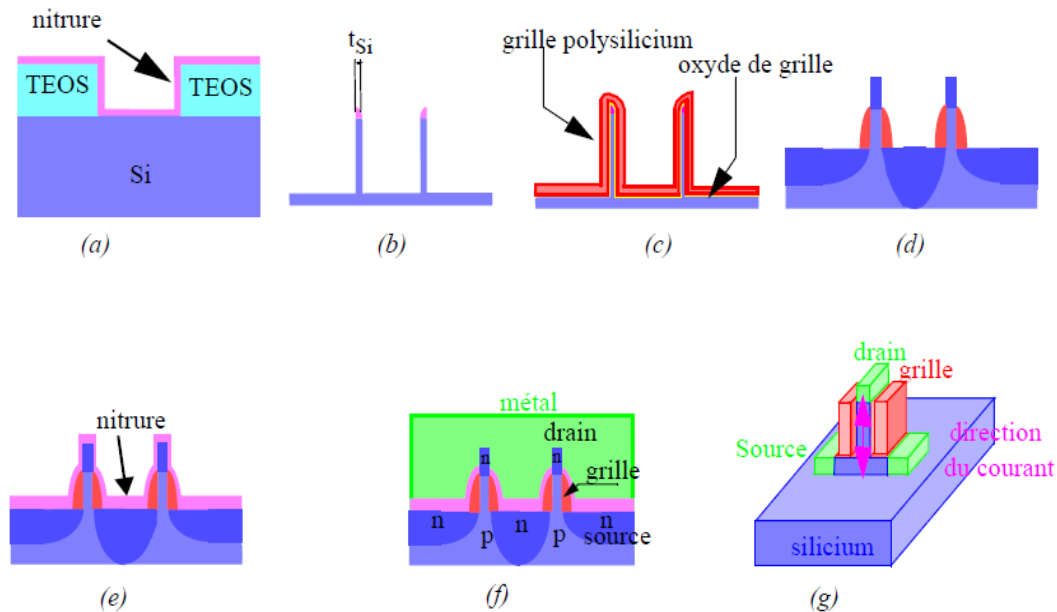 nitrure
TEOS
TEOS
Si
(a)
t_Si
(b)
grille polysilicium
oxyde de grille
(c)
(d)
nitrure
(e)
métal
drain
n
n
grille
n
n
n
p
p
source
(f)
drain
grille
Source
direction
du courant
silicium
(g)